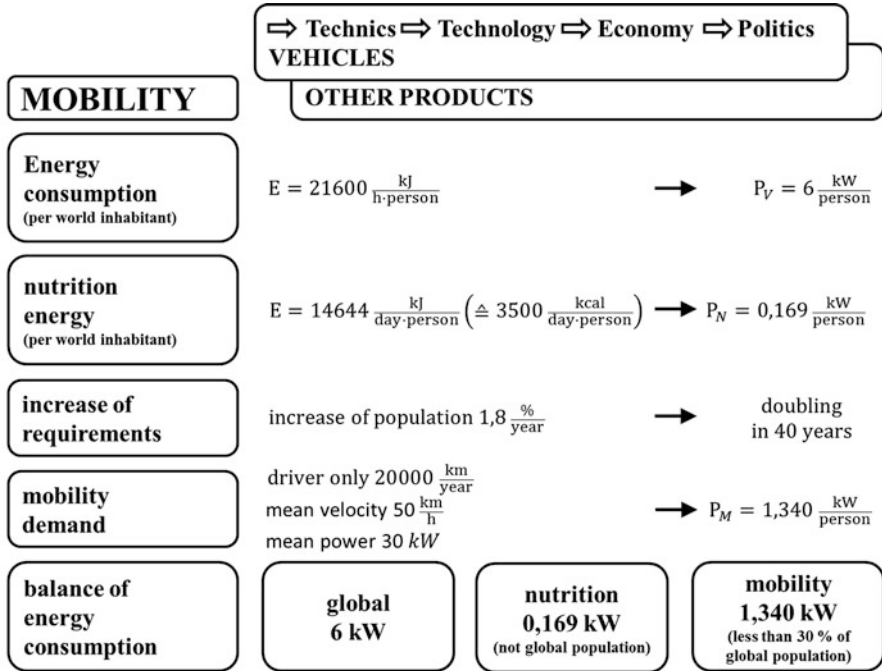 ⇨ Technics ⇨ Technology ⇨ Economy ⇨ Politics
VEHICLES
MOBILITY
OTHER PRODUCTS
Energy
consumption
(per world inhabitant)
E = 21600 kJ/h·person → P_V = 6 kW/person
nutrition
energy
(per world inhabitant)
E = 14644 kJ/day·person (≙ 3500 kcal/day·person) → P_N = 0,169 kW/person
increase of
requirements
increase of population 1,8 %/year → doubling
in 40 years
mobility
demand
driver only 20000 km/year
mean velocity 50 km/h → P_M = 1,340 kW/person
mean power 30 kW
balance of
energy
consumption
global
6 kW
nutrition
0,169 kW
(not global population)
mobility
1,340 kW
(less than 30 % of
global population)